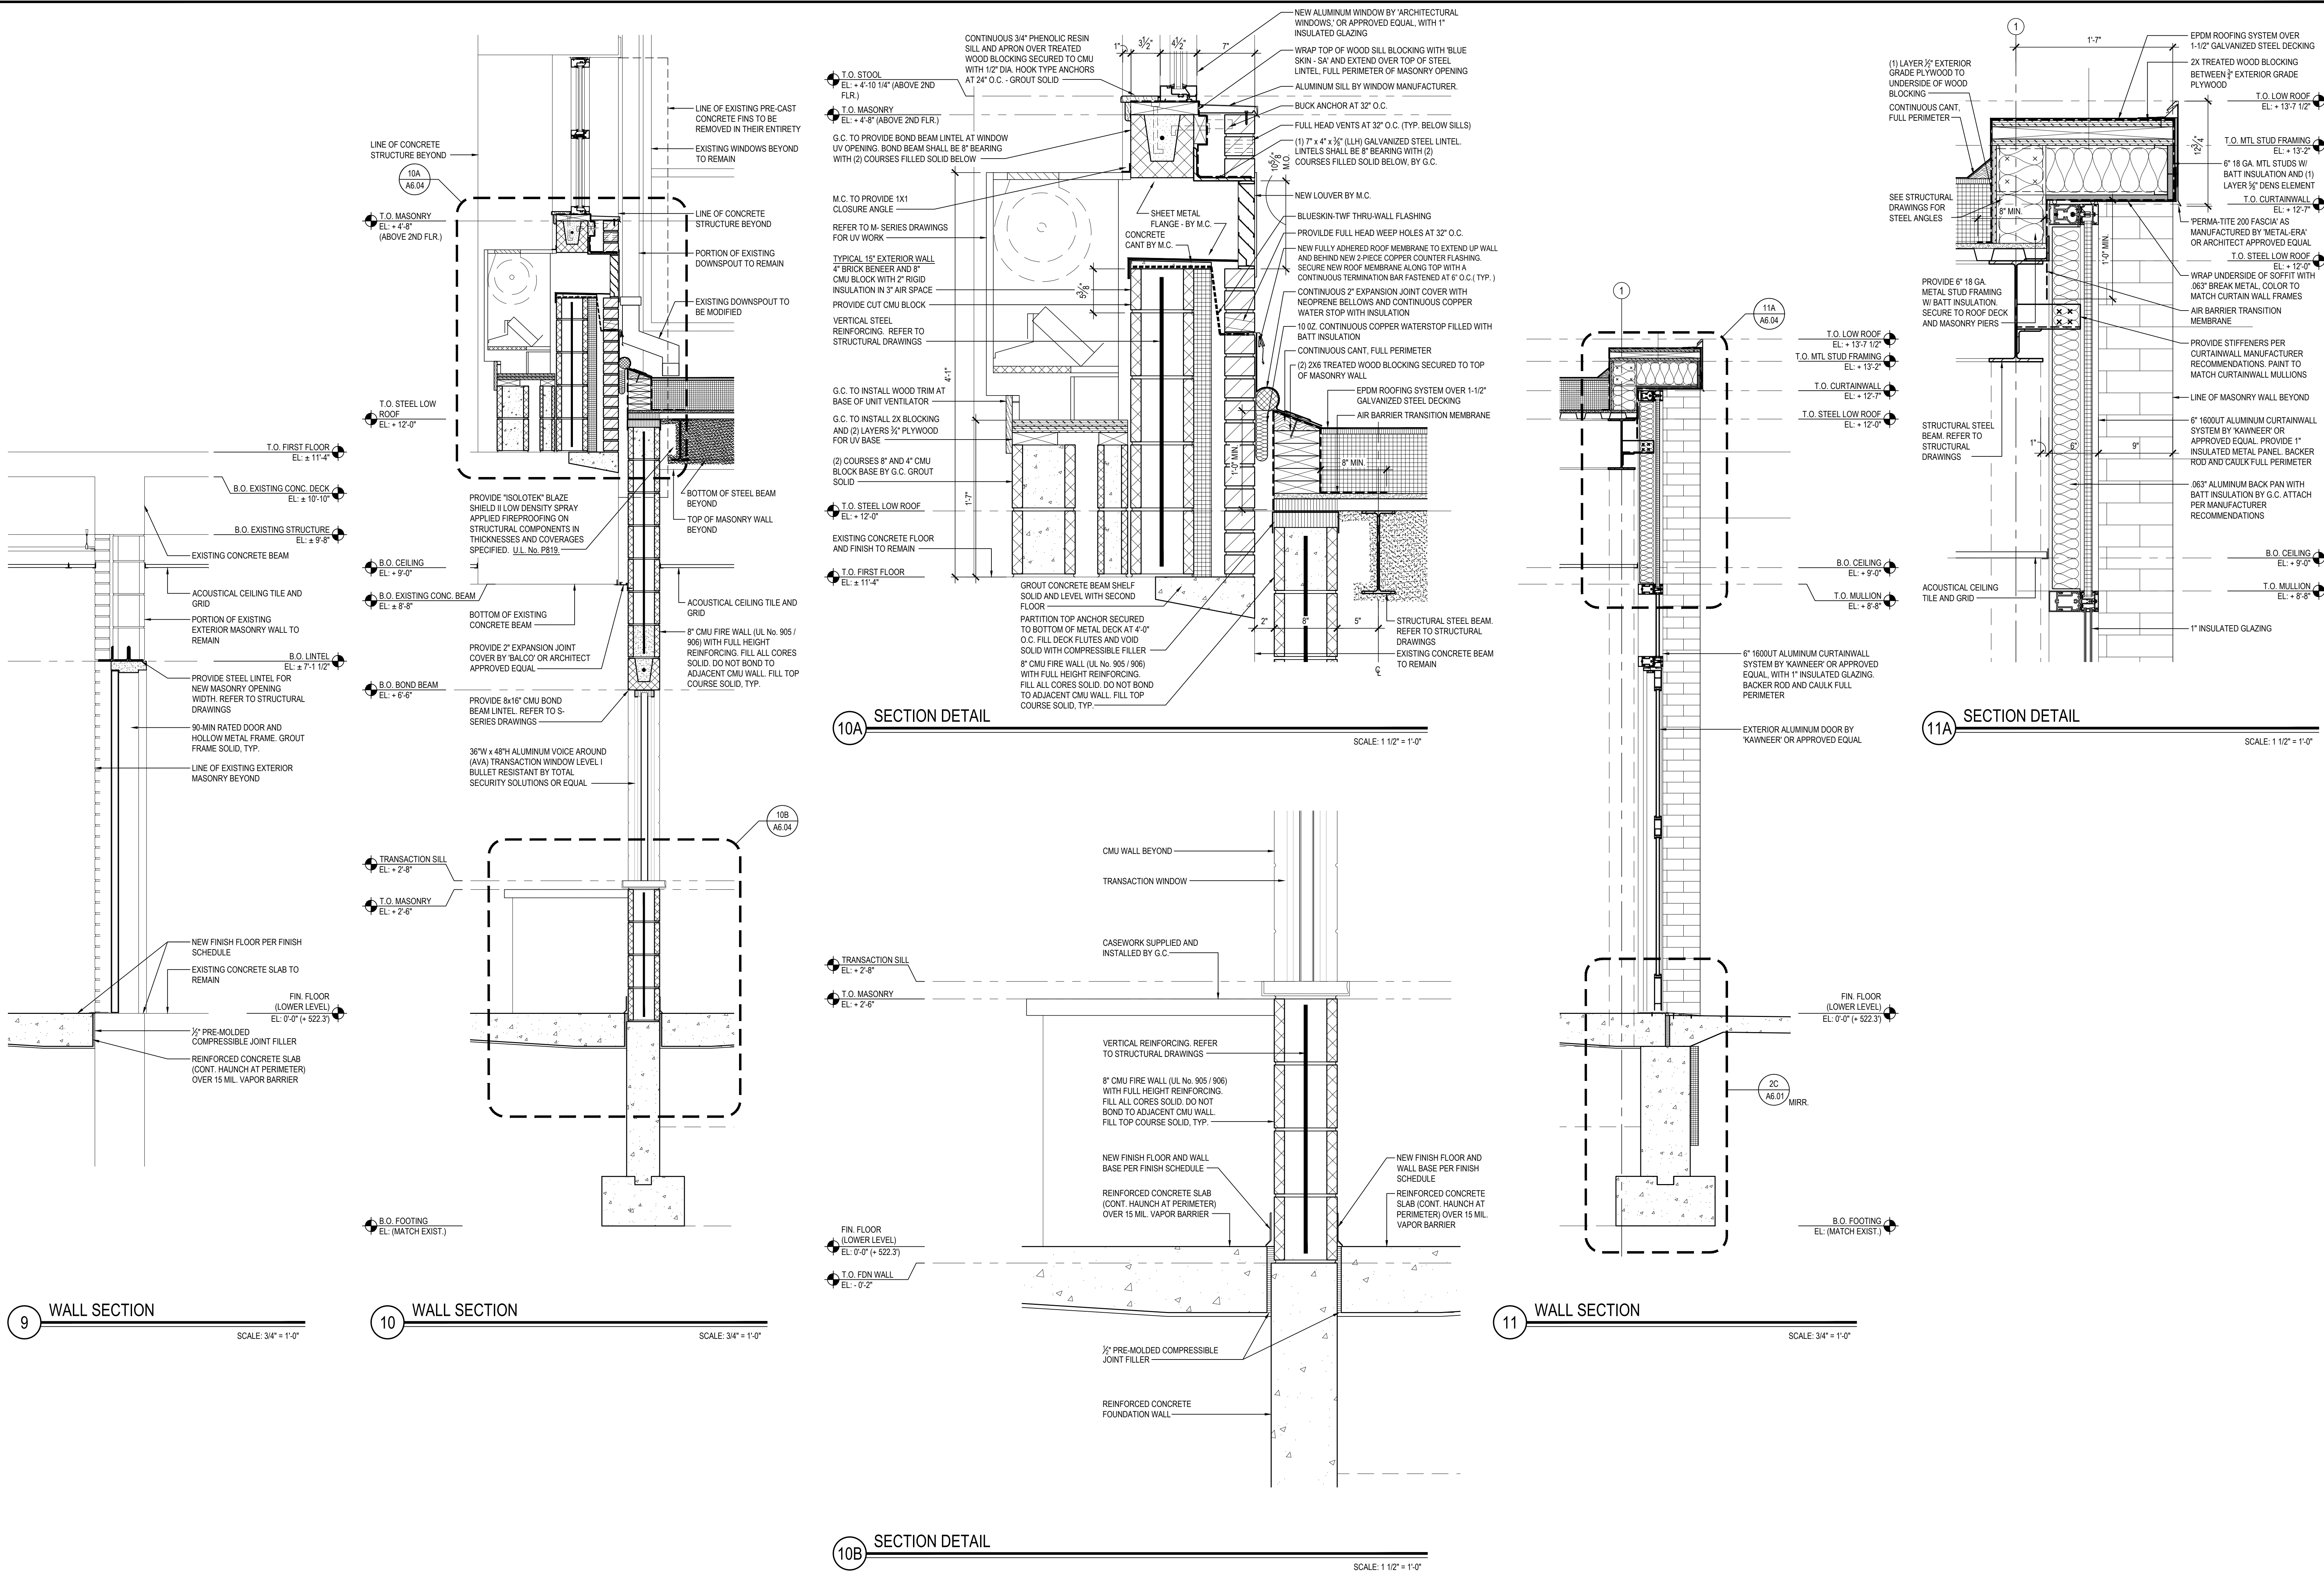 T.O. FIRST FLOOR
EL: ± 11'-4"
B.O. EXISTING CONC. DECK
EL: ± 10'-10"
B.O. EXISTING STRUCTURE
EL: ± 9'-8"
EXISTING CONCRETE BEAM
ACOUSTICAL CEILING TILE AND
GRID
PORTION OF EXISTING
EXTERIOR MASONRY WALL TO
REMAIN
B.O. LINTEL
EL: ± 7'-1 1/2"
PROVIDE STEEL LINTEL FOR
NEW MASONRY OPENING
WIDTH. REFER TO STRUCTURAL
DRAWINGS
90-MIN RATED DOOR AND
HOLLOW METAL FRAME. GROUT
FRAME SOLID, TYP.
LINE OF EXISTING EXTERIOR
MASONRY BEYOND
NEW FINISH FLOOR PER FINISH
SCHEDULE
EXISTING CONCRETE SLAB TO
REMAIN
FIN. FLOOR
(LOWER LEVEL)
EL: 0'-0" (+ 522.3')
½" PRE-MOLDED
COMPRESSIBLE JOINT FILLER
REINFORCED CONCRETE SLAB
(CONT. HAUNCH AT PERIMETER)
OVER 15 MIL. VAPOR BARRIER
9
WALL SECTION
SCALE: 3/4" = 1'-0"
LINE OF CONCRETE
STRUCTURE BEYOND
10A
A6.04
T.O. MASONRY
EL: + 4'-8"
(ABOVE 2ND FLR.)
T.O. STEEL LOW
ROOF
EL: + 12'-0"
LINE OF EXISTING PRE-CAST
CONCRETE FINS TO BE
REMOVED IN THEIR ENTIRETY
EXISTING WINDOWS BEYOND
TO REMAIN
LINE OF CONCRETE
STRUCTURE BEYOND
PORTION OF EXISTING
DOWNSPOUT TO REMAIN
EXISTING DOWNSPOUT TO
BE MODIFIED
PROVIDE "ISOLOTEK" BLAZE
SHIELD II LOW DENSITY SPRAY
APPLIED FIREPROOFING ON
STRUCTURAL COMPONENTS IN
THICKNESSES AND COVERAGES
SPECIFIED. U.L. No. P819.
BOTTOM OF STEEL BEAM
BEYOND
TOP OF MASONRY WALL
BEYOND
B.O. CEILING
EL: + 9'-0"
B.O. EXISTING CONC. BEAM
EL: ± 8'-8"
BOTTOM OF EXISTING
CONCRETE BEAM
PROVIDE 2" EXPANSION JOINT
COVER BY 'BALCO' OR ARCHITECT
APPROVED EQUAL
ACOUSTICAL CEILING TILE AND
GRID
8" CMU FIRE WALL (UL No. 905 /
906) WITH FULL HEIGHT
REINFORCING. FILL ALL CORES
SOLID. DO NOT BOND TO
ADJACENT CMU WALL. FILL TOP
COURSE SOLID, TYP.
B.O. BOND BEAM
EL: + 6'-6"
PROVIDE 8x16" CMU BOND
BEAM LINTEL. REFER TO S-
SERIES DRAWINGS
36"W x 48"H ALUMINUM VOICE AROUND
(AVA) TRANSACTION WINDOW LEVEL I
BULLET RESISTANT BY TOTAL
SECURITY SOLUTIONS OR EQUAL
10B
A6.04
TRANSACTION SILL
EL: + 2'-8"
T.O. MASONRY
EL: + 2'-6"
B.O. FOOTING
EL: (MATCH EXIST.)
10
WALL SECTION
SCALE: 3/4" = 1'-0"
CONTINUOUS 3/4" PHENOLIC RESIN
SILL AND APRON OVER TREATED
WOOD BLOCKING SECURED TO CMU
WITH 1/2" DIA. HOOK TYPE ANCHORS
AT 24" O.C. - GROUT SOLID
1"
3½"
4½"
7"
T.O. STOOL
EL: + 4'-10 1/4" (ABOVE 2ND
FLR.)
T.O. MASONRY
EL: + 4'-8" (ABOVE 2ND FLR.)
G.C. TO PROVIDE BOND BEAM LINTEL AT WINDOW
UV OPENING. BOND BEAM SHALL BE 8" BEARING
WITH (2) COURSES FILLED SOLID BELOW
M.C. TO PROVIDE 1X1
CLOSURE ANGLE
REFER TO M- SERIES DRAWINGS
FOR UV WORK
TYPICAL 15" EXTERIOR WALL
4" BRICK BENEER AND 8"
CMU BLOCK WITH 2" RIGID
INSULATION IN 3" AIR SPACE
PROVIDE CUT CMU BLOCK
VERTICAL STEEL
REINFORCING. REFER TO
STRUCTURAL DRAWINGS
G.C. TO INSTALL WOOD TRIM AT
BASE OF UNIT VENTILATOR
G.C. TO INSTALL 2X BLOCKING
AND (2) LAYERS ¾" PLYWOOD
FOR UV BASE
(2) COURSES 8" AND 4" CMU
BLOCK BASE BY G.C. GROUT
SOLID
T.O. STEEL LOW ROOF
EL: + 12'-0"
EXISTING CONCRETE FLOOR
AND FINISH TO REMAIN
T.O. FIRST FLOOR
EL: ± 11'-4"
4'-1"
1'-7"
5⅜"
10⅝"
M.O.
SHEET METAL
FLANGE - BY M.C.
CONCRETE
CANT BY M.C.
NEW ALUMINUM WINDOW BY 'ARCHITECTURAL
WINDOWS,' OR APPROVED EQUAL, WITH 1"
INSULATED GLAZING
WRAP TOP OF WOOD SILL BLOCKING WITH 'BLUE
SKIN - SA' AND EXTEND OVER TOP OF STEEL
LINTEL, FULL PERIMETER OF MASONRY OPENING
ALUMINUM SILL BY WINDOW MANUFACTURER.
BUCK ANCHOR AT 32" O.C.
FULL HEAD VENTS AT 32" O.C. (TYP. BELOW SILLS)
(1) 7" x 4" x ⅜" (LLH) GALVANIZED STEEL LINTEL.
LINTELS SHALL BE 8" BEARING WITH (2)
COURSES FILLED SOLID BELOW, BY G.C.
NEW LOUVER BY M.C.
BLUESKIN-TWF THRU-WALL FLASHING
PROVILDE FULL HEAD WEEP HOLES AT 32" O.C.
NEW FULLY ADHERED ROOF MEMBRANE TO EXTEND UP WALL
AND BEHIND NEW 2-PIECE COPPER COUNTER FLASHING.
SECURE NEW ROOF MEMBRANE ALONG TOP WITH A
CONTINUOUS TERMINATION BAR FASTENED AT 6" O.C.( TYP. )
CONTINUOUS 2" EXPANSION JOINT COVER WITH
NEOPRENE BELLOWS AND CONTINUOUS COPPER
WATER STOP WITH INSULATION
10 OZ. CONTINUOUS COPPER WATERSTOP FILLED WITH
BATT INSULATION
CONTINUOUS CANT, FULL PERIMETER
(2) 2X6 TREATED WOOD BLOCKING SECURED TO TOP
OF MASONRY WALL
EPDM ROOFING SYSTEM OVER 1-1/2"
GALVANIZED STEEL DECKING
AIR BARRIER TRANSITION MEMBRANE
1'-0" MIN.
8" MIN.
GROUT CONCRETE BEAM SHELF
SOLID AND LEVEL WITH SECOND
FLOOR
PARTITION TOP ANCHOR SECURED
TO BOTTOM OF METAL DECK AT 4'-0"
O.C. FILL DECK FLUTES AND VOID
SOLID WITH COMPRESSIBLE FILLER
8" CMU FIRE WALL (UL No. 905 / 906)
WITH FULL HEIGHT REINFORCING.
FILL ALL CORES SOLID. DO NOT BOND
TO ADJACENT CMU WALL. FILL TOP
COURSE SOLID, TYP.
2"
8"
5"
STRUCTURAL STEEL BEAM.
REFER TO STRUCTURAL
DRAWINGS
EXISTING CONCRETE BEAM
TO REMAIN
10A
SECTION DETAIL
SCALE: 1 1/2" = 1'-0"
CMU WALL BEYOND
TRANSACTION WINDOW
CASEWORK SUPPLIED AND
INSTALLED BY G.C.
TRANSACTION SILL
EL: + 2'-8"
T.O. MASONRY
EL: + 2'-6"
VERTICAL REINFORCING. REFER
TO STRUCTURAL DRAWINGS
8" CMU FIRE WALL (UL No. 905 / 906)
WITH FULL HEIGHT REINFORCING.
FILL ALL CORES SOLID. DO NOT
BOND TO ADJACENT CMU WALL.
FILL TOP COURSE SOLID, TYP.
NEW FINISH FLOOR AND WALL
BASE PER FINISH SCHEDULE
REINFORCED CONCRETE SLAB
(CONT. HAUNCH AT PERIMETER)
OVER 15 MIL. VAPOR BARRIER
NEW FINISH FLOOR AND
WALL BASE PER FINISH
SCHEDULE
REINFORCED CONCRETE
SLAB (CONT. HAUNCH AT
PERIMETER) OVER 15 MIL.
VAPOR BARRIER
FIN. FLOOR
(LOWER LEVEL)
EL: 0'-0" (+ 522.3')
T.O. FDN WALL
EL: - 0'-2"
½" PRE-MOLDED COMPRESSIBLE
JOINT FILLER
REINFORCED CONCRETE
FOUNDATION WALL
10B
SECTION DETAIL
SCALE: 1 1/2" = 1'-0"
1
11A
A6.04
T.O. LOW ROOF
EL: + 13'-7 1/2"
T.O. MTL STUD FRAMING
EL: + 13'-2"
T.O. CURTAINWALL
EL: + 12'-7"
T.O. STEEL LOW ROOF
EL: + 12'-0"
B.O. CEILING
EL: + 9'-0"
T.O. MULLION
EL: + 8'-8"
6" 1600UT ALUMINUM CURTAINWALL
SYSTEM BY 'KAWNEER' OR APPROVED
EQUAL, WITH 1" INSULATED GLAZING.
BACKER ROD AND CAULK FULL
PERIMETER
EXTERIOR ALUMINUM DOOR BY
'KAWNEER' OR APPROVED EQUAL
FIN. FLOOR
(LOWER LEVEL)
EL: 0'-0" (+ 522.3')
2C
A6.01
MIRR.
B.O. FOOTING
EL: (MATCH EXIST.)
11
WALL SECTION
SCALE: 3/4" = 1'-0"
1
1'-7"
(1) LAYER ½" EXTERIOR
GRADE PLYWOOD TO
UNDERSIDE OF WOOD
BLOCKING
CONTINUOUS CANT,
FULL PERIMETER
SEE STRUCTURAL
DRAWINGS FOR
STEEL ANGLES
8" MIN.
PROVIDE 6" 18 GA.
METAL STUD FRAMING
W/ BATT INSULATION.
SECURE TO ROOF DECK
AND MASONRY PIERS
STRUCTURAL STEEL
BEAM. REFER TO
STRUCTURAL
DRAWINGS
ACOUSTICAL CEILING
TILE AND GRID
12¾"
1'-0" MIN.
1"
6"
9"
EPDM ROOFING SYSTEM OVER
1-1/2" GALVANIZED STEEL DECKING
2X TREATED WOOD BLOCKING
BETWEEN ¾" EXTERIOR GRADE
PLYWOOD
T.O. LOW ROOF
EL: + 13'-7 1/2"
T.O. MTL STUD FRAMING
EL: + 13'-2"
6" 18 GA. MTL STUDS W/
BATT INSULATION AND (1)
LAYER ⅝" DENS ELEMENT
T.O. CURTAINWALL
EL: + 12'-7"
'PERMA-TITE 200 FASCIA' AS
MANUFACTURED BY 'METAL-ERA'
OR ARCHITECT APPROVED EQUAL
T.O. STEEL LOW ROOF
EL: + 12'-0"
WRAP UNDERSIDE OF SOFFIT WITH
.063" BREAK METAL, COLOR TO
MATCH CURTAIN WALL FRAMES
AIR BARRIER TRANSITION
MEMBRANE
PROVIDE STIFFENERS PER
CURTAINWALL MANUFACTURER
RECOMMENDATIONS. PAINT TO
MATCH CURTAINWALL MULLIONS
LINE OF MASONRY WALL BEYOND
6" 1600UT ALUMINUM CURTAINWALL
SYSTEM BY 'KAWNEER' OR
APPROVED EQUAL. PROVIDE 1"
INSULATED METAL PANEL. BACKER
ROD AND CAULK FULL PERIMETER
.063" ALUMINUM BACK PAN WITH
BATT INSULATION BY G.C. ATTACH
PER MANUFACTURER
RECOMMENDATIONS
B.O. CEILING
EL: + 9'-0"
T.O. MULLION
EL: + 8'-8"
1" INSULATED GLAZING
11A
SECTION DETAIL
SCALE: 1 1/2" = 1'-0"